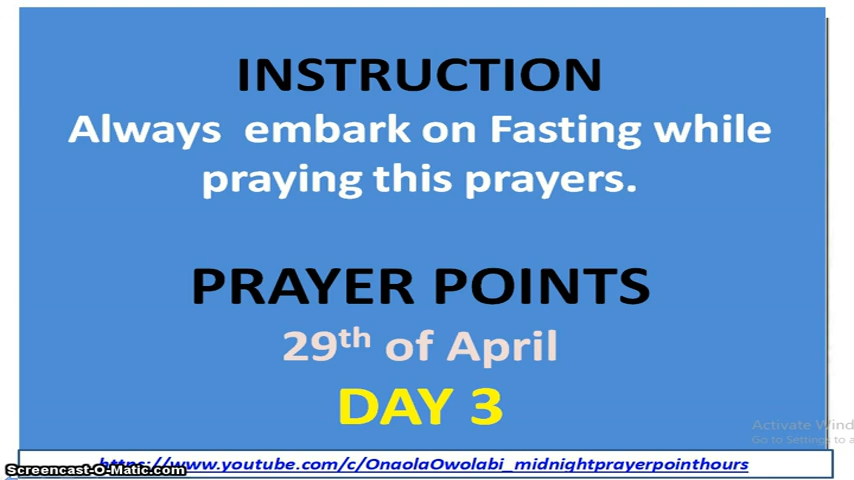 INSTRUCTION
Always embark on Fasting while
praying this prayers.
PRAYER POINTS
29th of April
DAY 3
Activate Wind
Go to Settings to a
https://www.youtube.com/c/OnaolaOwolabi_midnightprayerpointhours
Screencast-O-Matic.com